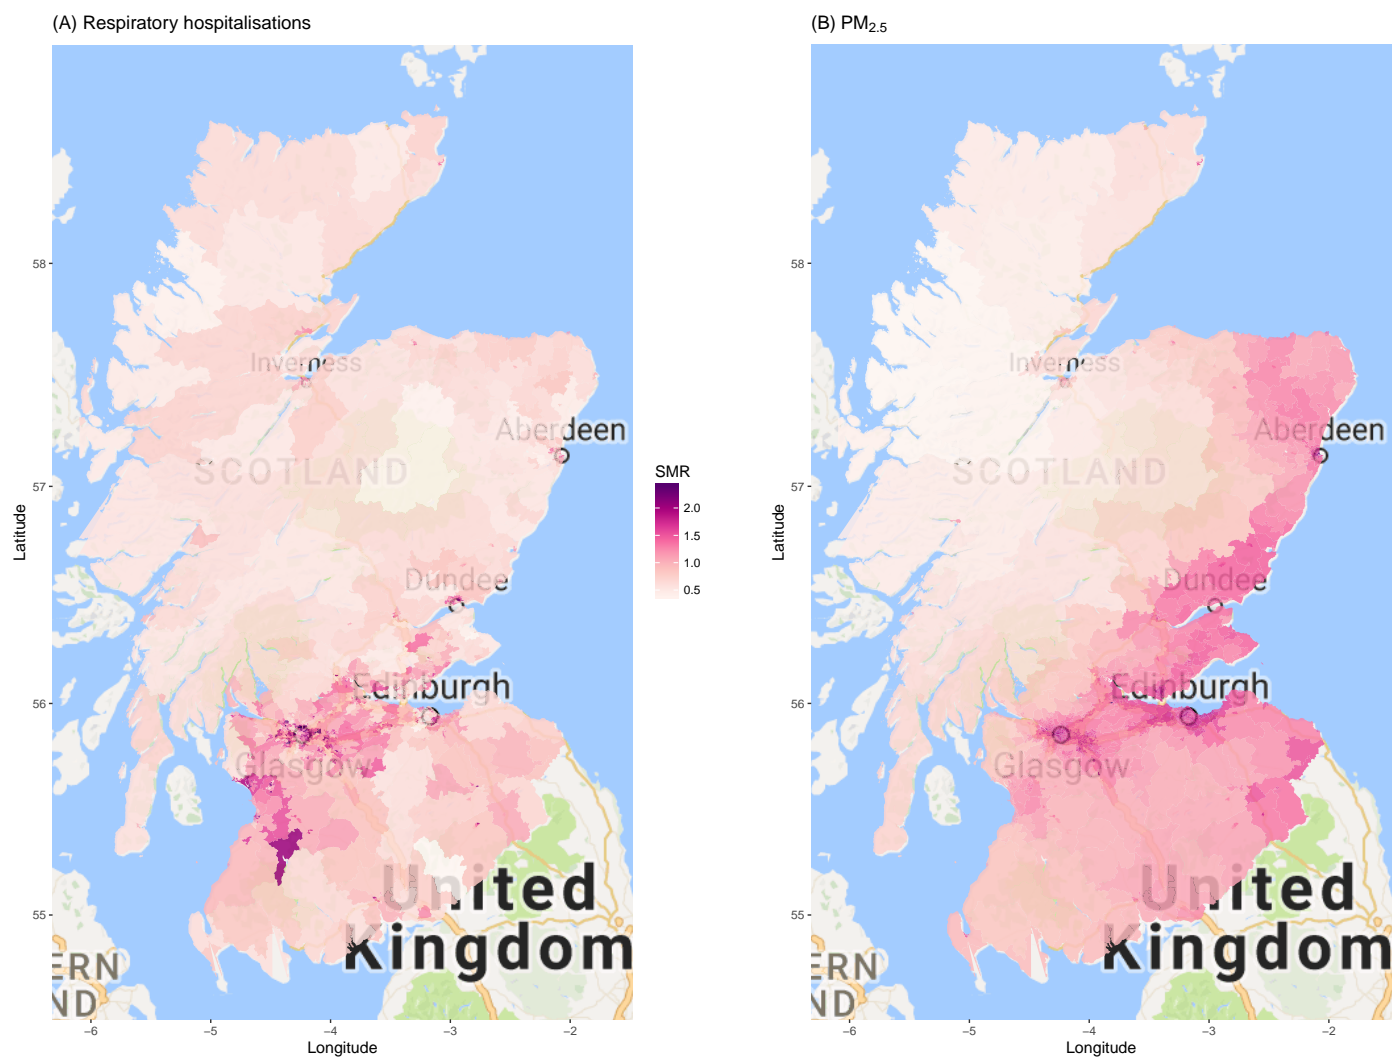 (A) Respiratory hospitalisations
(B) PM2.5
Latitude
58
57
56
55
Inverness
Aberdeen
SCOTLAND
Dundee
Edinburgh
Glasgow
United
Kingdom
ERN
ND
−6
−5
−4
−3
−2
Longitude
SMR
2.0
1.5
1.0
0.5
Latitude
58
57
56
55
Inverness
Aberdeen
SCOTLAND
Dundee
Edinburgh
Glasgow
United
Kingdom
ERN
ND
−6
−5
−4
−3
−2
Longitude